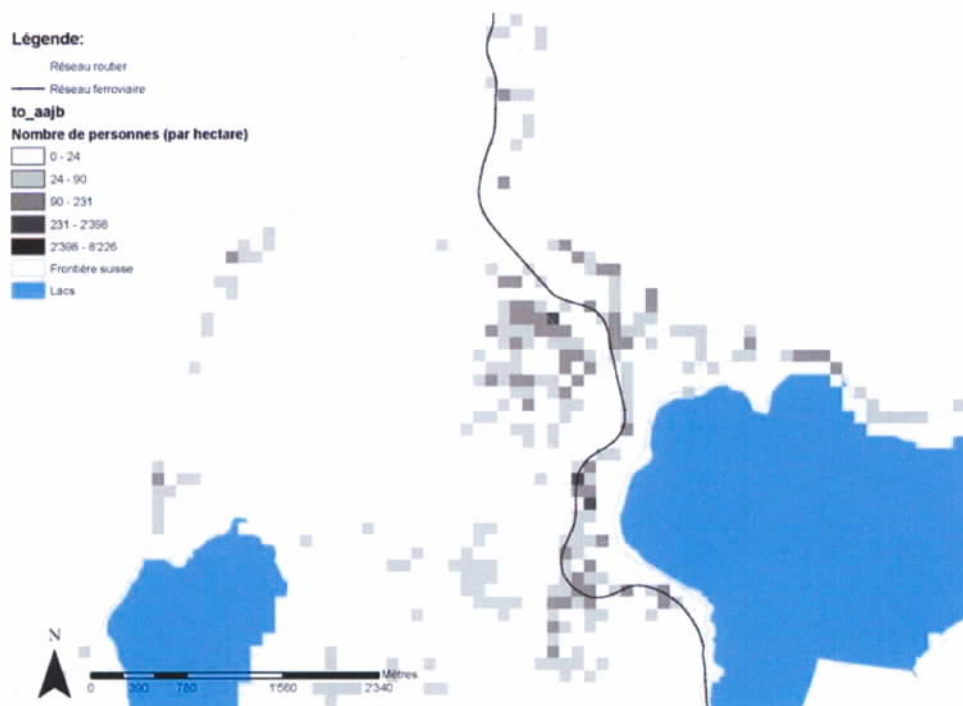 Légende:
Réseau routier
Réseau ferroviaire
to_aajb
Nombre de personnes (par hectare)
0 - 24
24 - 90
90 - 231
231 - 2'398
2'398 - 8'226
Frontière suisse
Lacs
N
Mètres
0 390 780 1'560 2'340